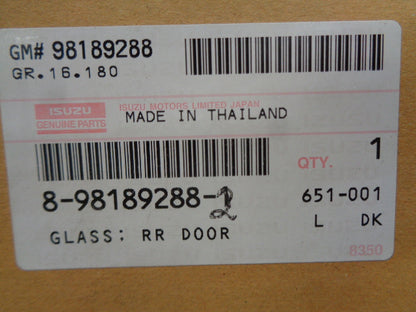 GM# 98189288
GR.16.180
ISUZU
GENUINE PARTS
ISUZU MOTORS LIMITED JAPAN
MADE IN THAILAND
QTY. 1
8-98189288-2
651-001
GLASS: RR DOOR
L DK
8350